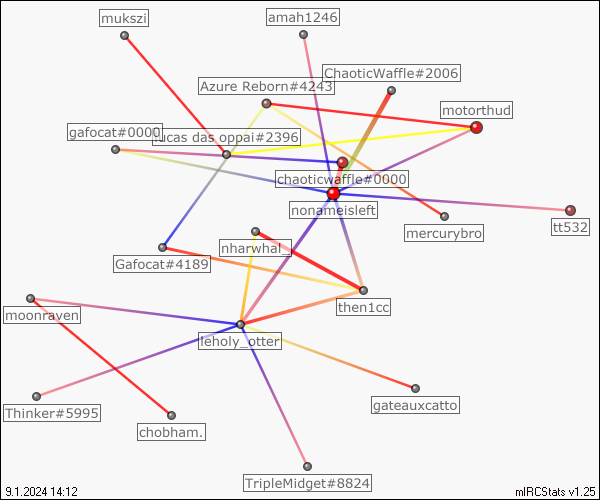 mukszi
amah1246
ChaoticWaffle#2006
Azure Reborn#4243
motorthud
gafocat#0000
lucas das oppai#2396
chaoticwaffle#0000
nonameisleft
tt532
mercurybro
nharwhal_
Gafocat#4189
then1cc
moonraven
leholy_otter
gateauxcatto
Thinker#5995
chobham.
TripleMidget#8824
9.1.2024 14:12
mIRCStats v1.25